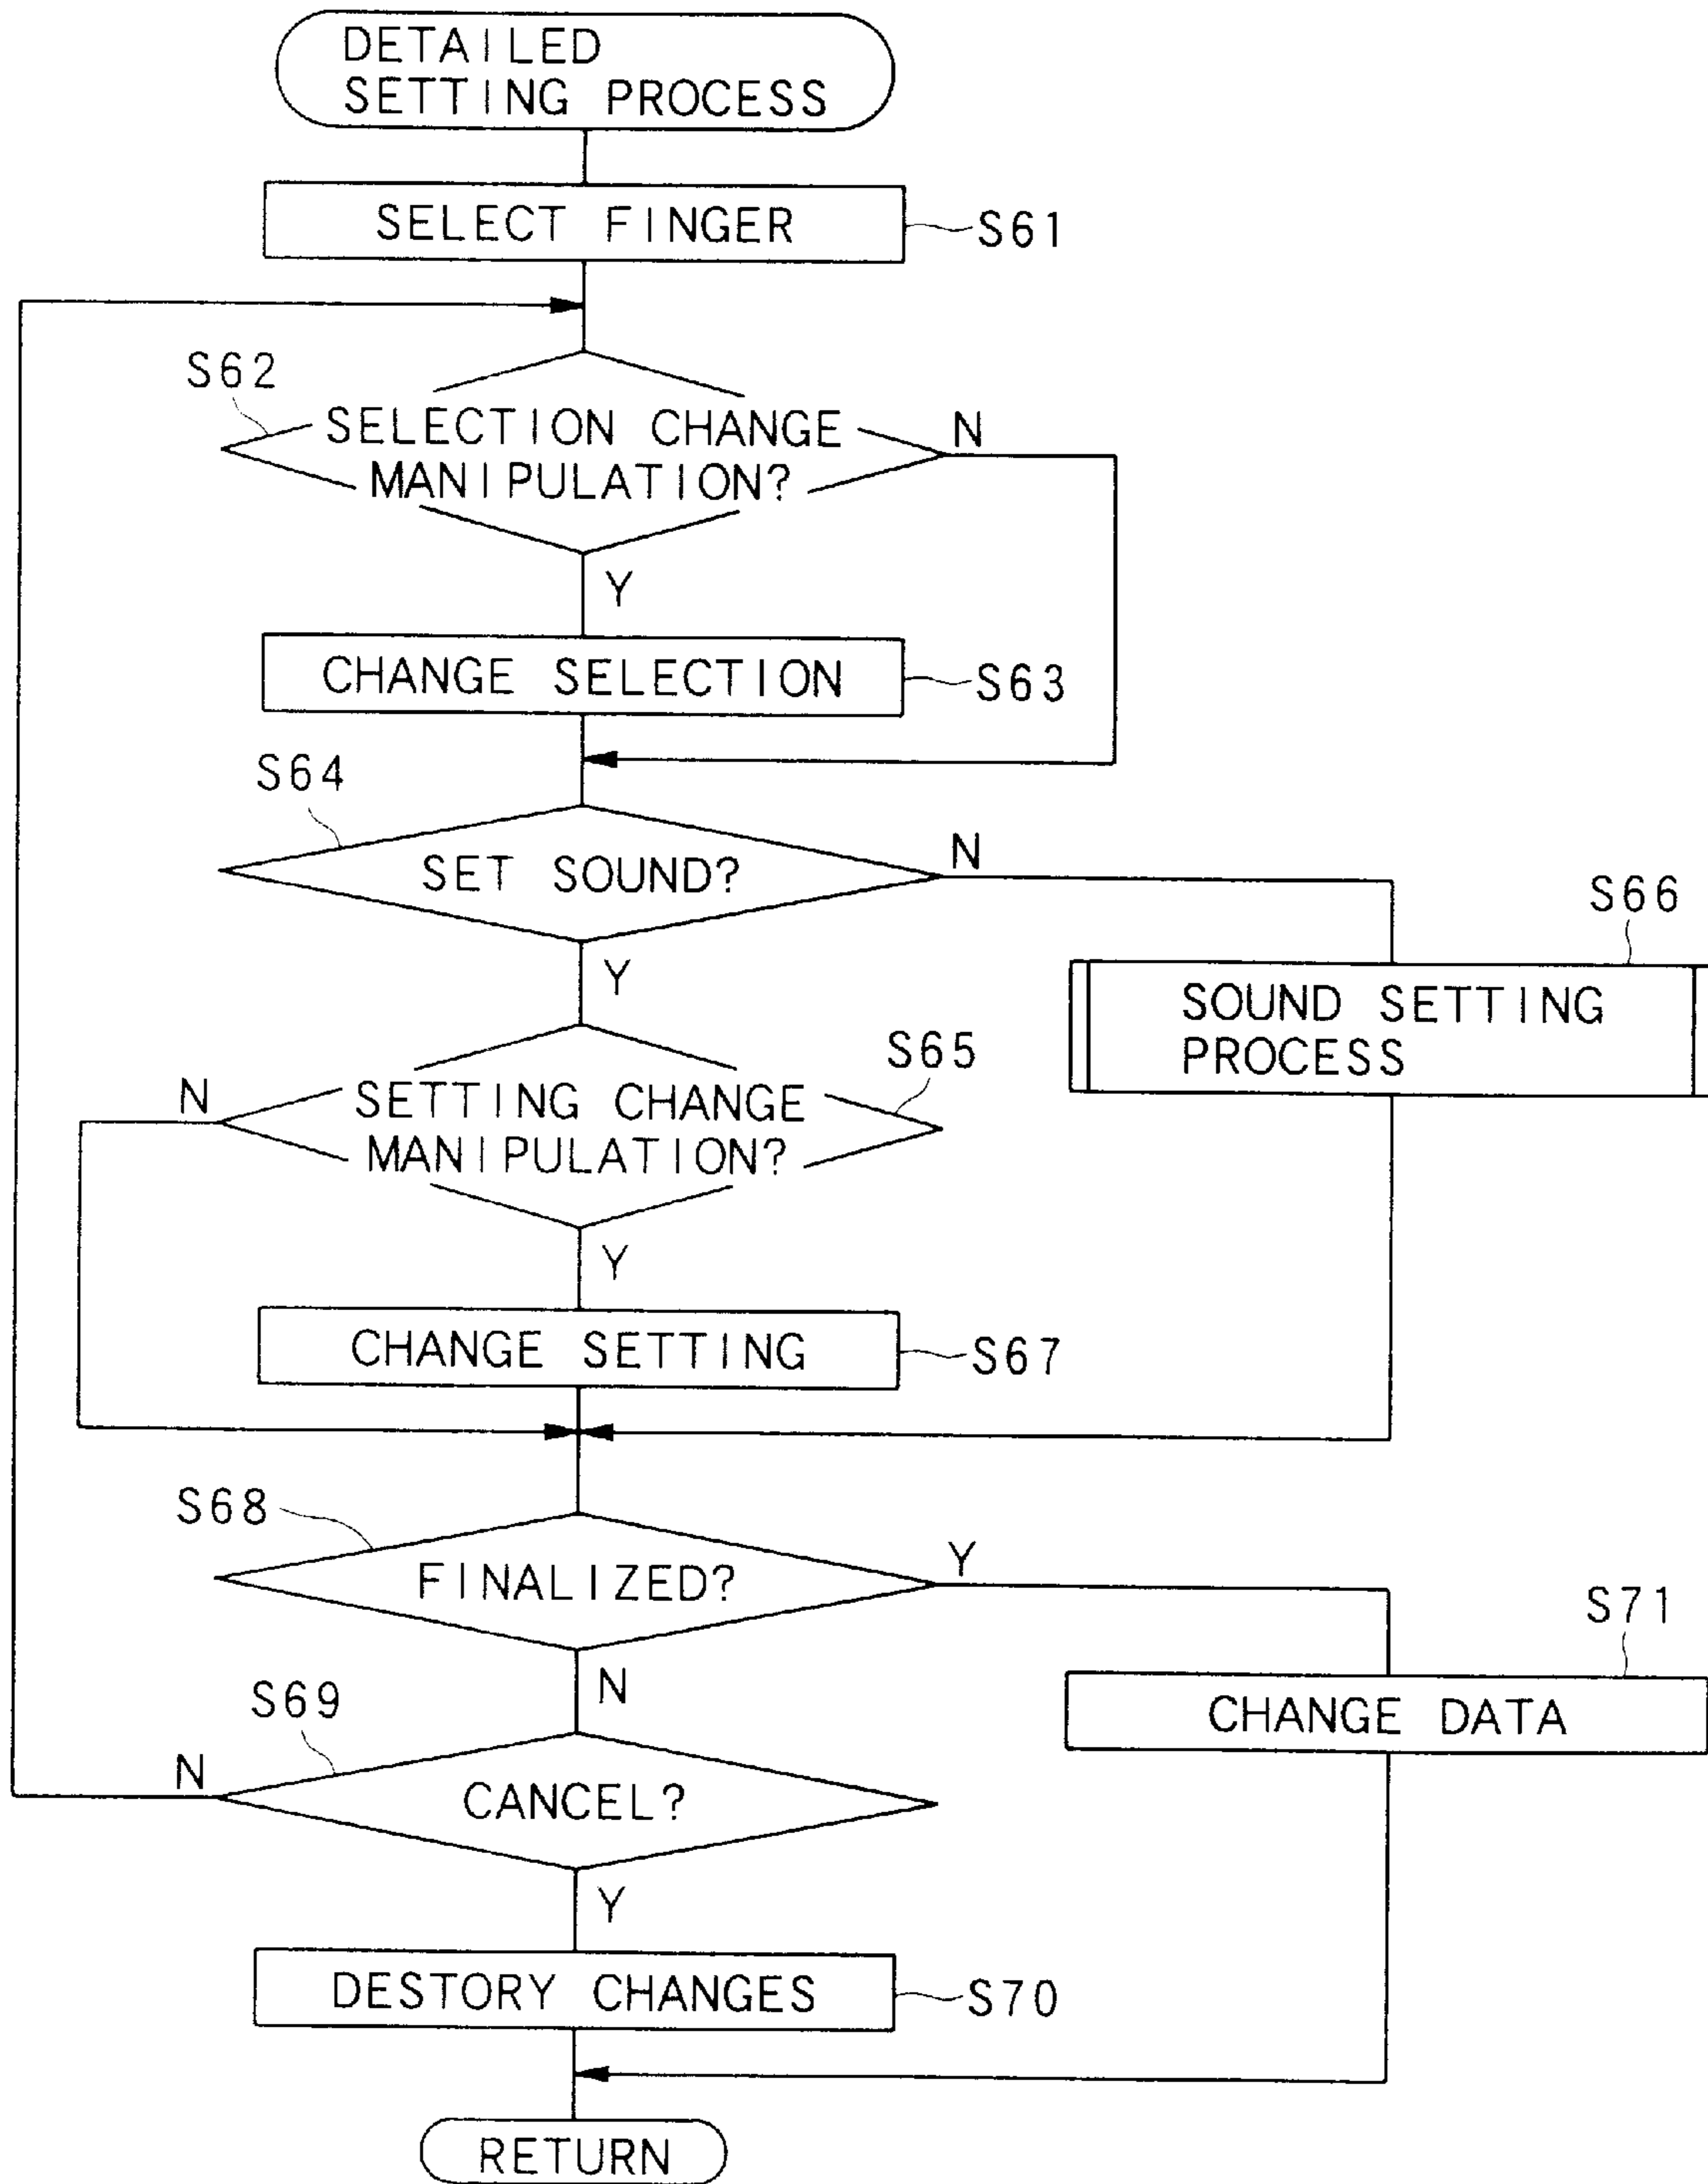 DETAILED
SETTING PROCESS
SELECT FINGER
S61
S62
SELECTION CHANGE
MANIPULATION?
N
Y
CHANGE SELECTION
S63
S64
SET SOUND?
N
Y
S66
SOUND SETTING
PROCESS
S65
N
SETTING CHANGE
MANIPULATION?
Y
CHANGE SETTING
S67
S68
FINALIZED?
Y
N
S71
CHANGE DATA
S69
N
CANCEL?
Y
DESTORY CHANGES
S70
RETURN